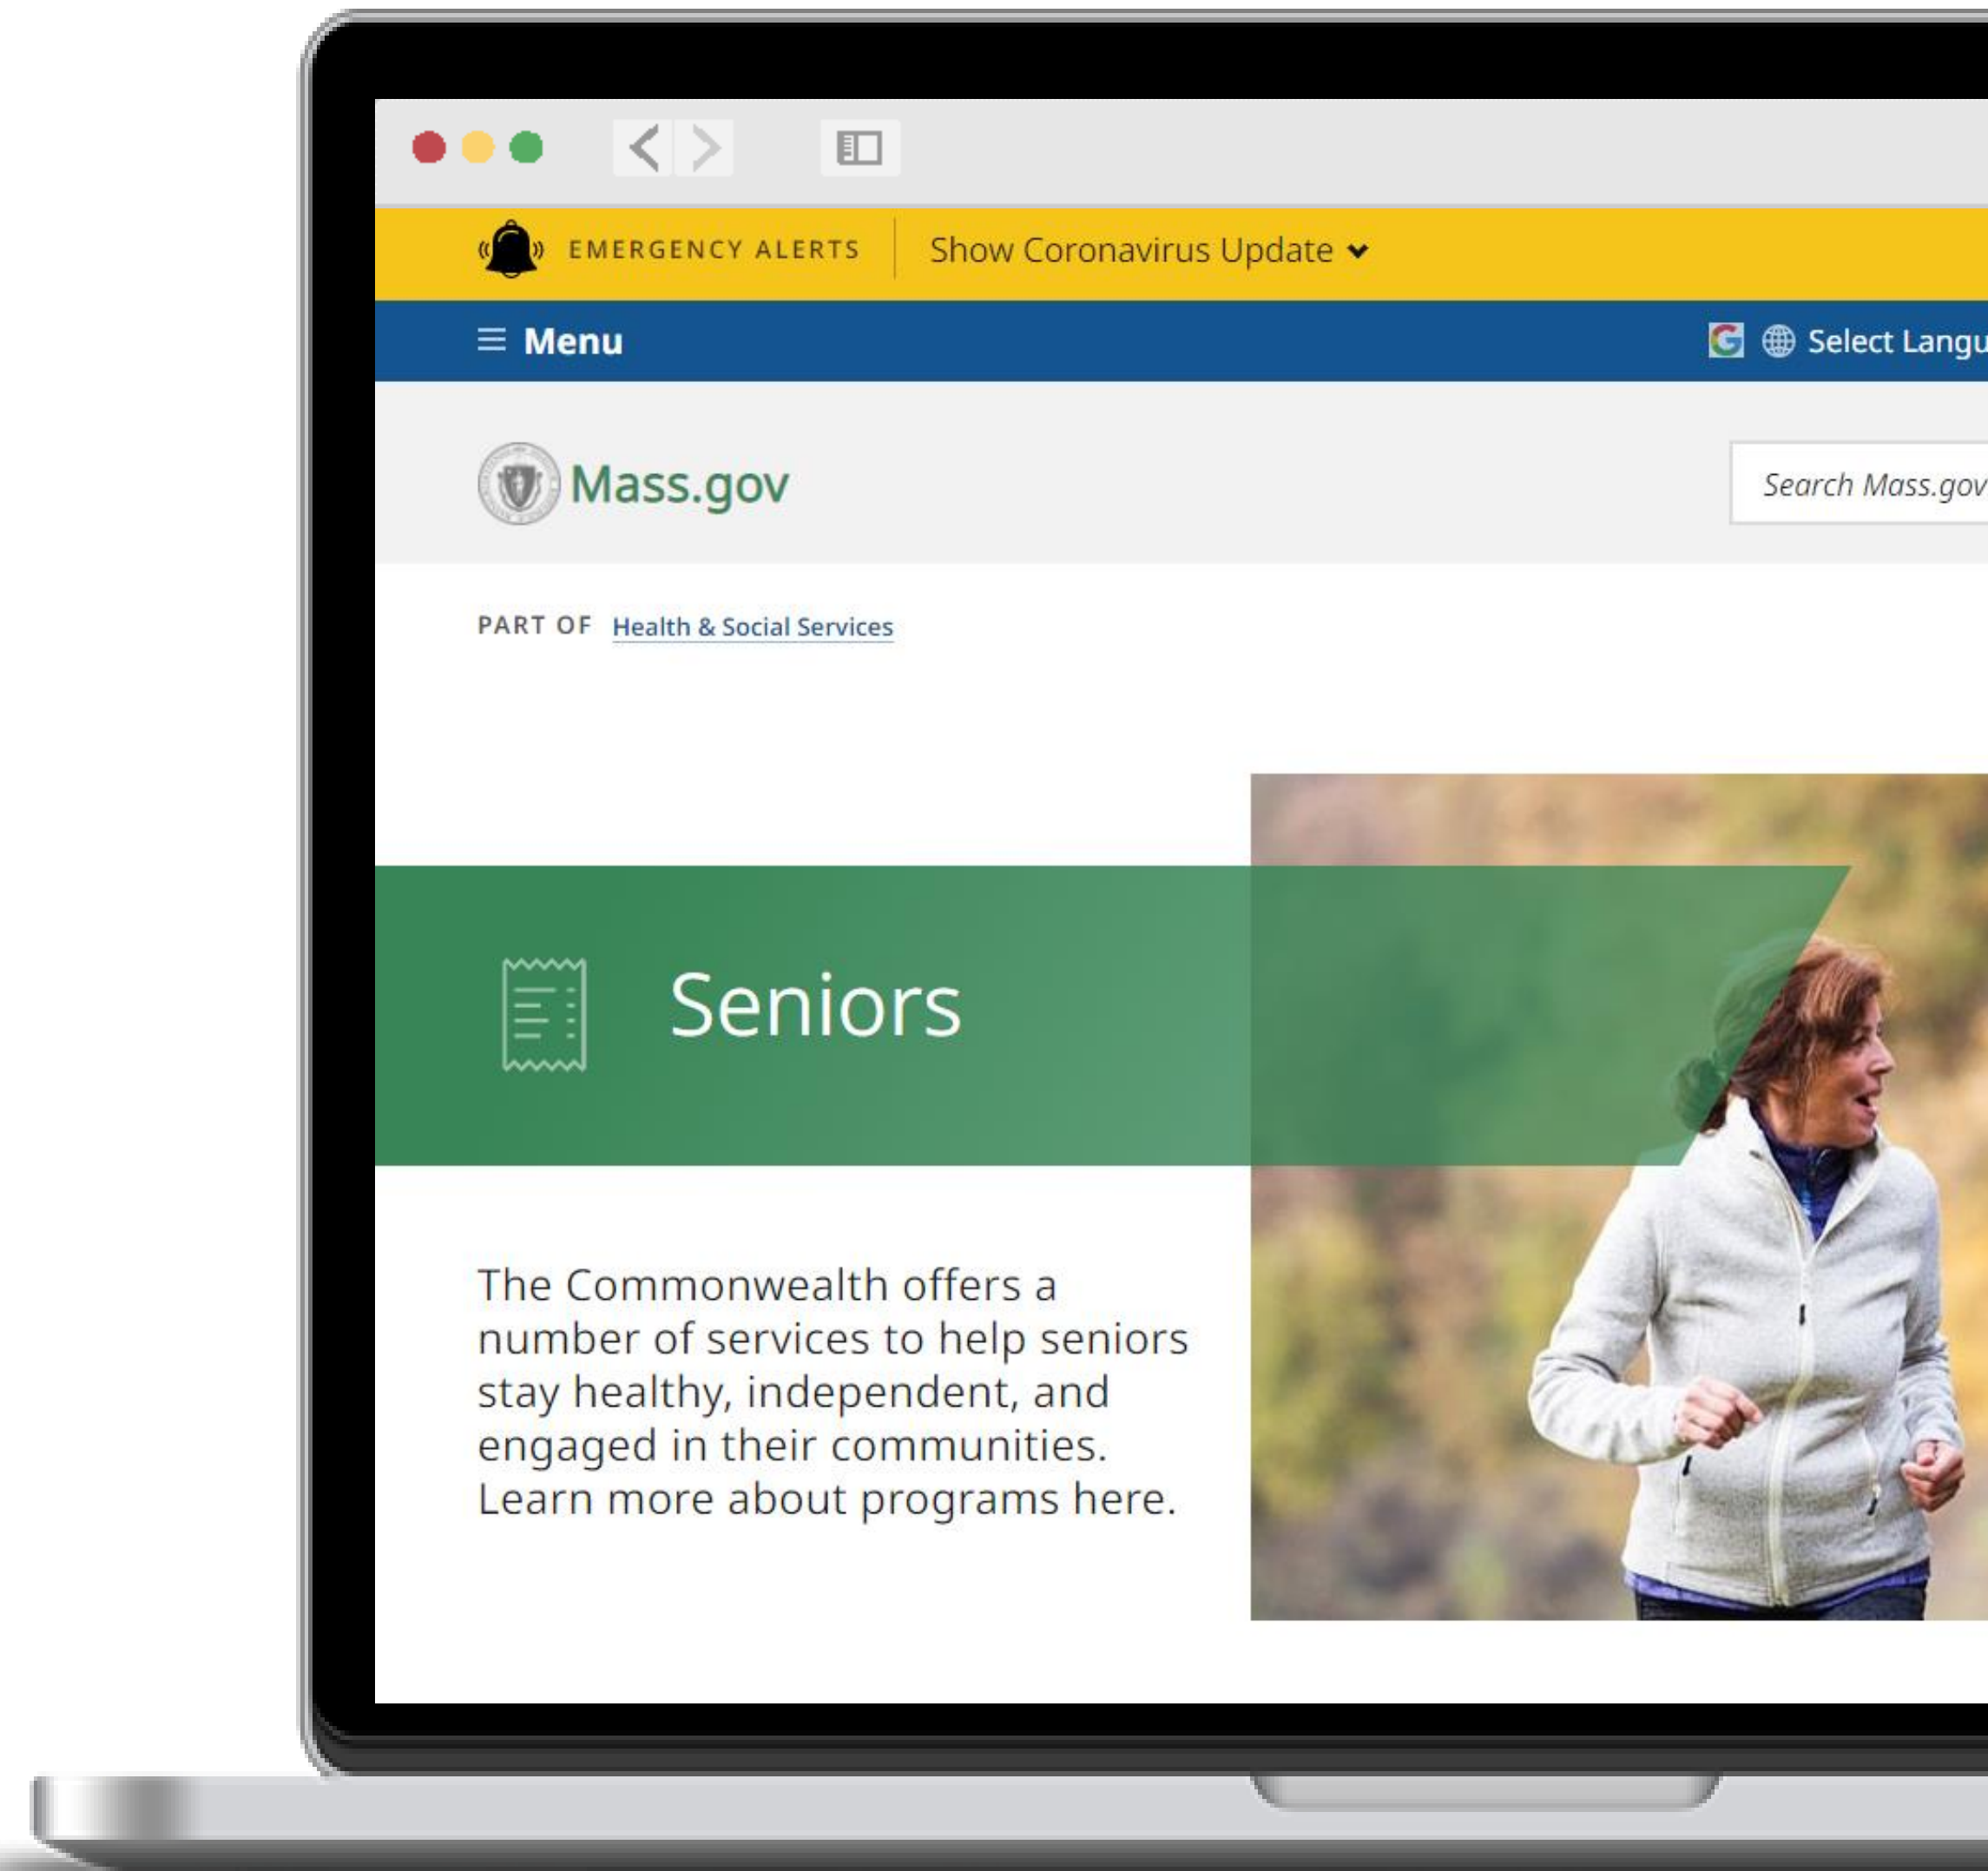 EMERGENCY ALERTS
Show Coronavirus Update
Menu
Select Langu
Mass.gov
Search Mass.gov
PART OF Health & Social Services
Seniors
The Commonwealth offers a
number of services to help seniors
stay healthy, independent, and
engaged in their communities.
Learn more about programs here.